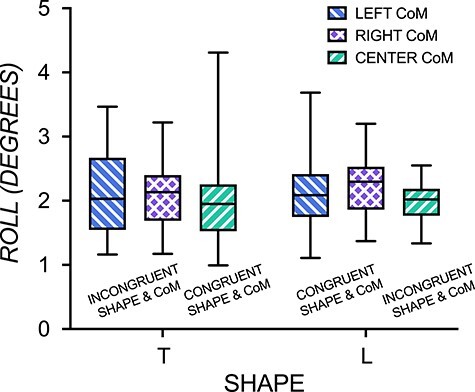 5
4
3
2
1
0
ROLL (DEGREES)
LEFT CoM
RIGHT CoM
CENTER CoM
INCONGRUENT
SHAPE & CoM
CONGRUENT
SHAPE & CoM
CONGRUENT
SHAPE & CoM
INCONGRUENT
SHAPE & CoM
T
L
SHAPE